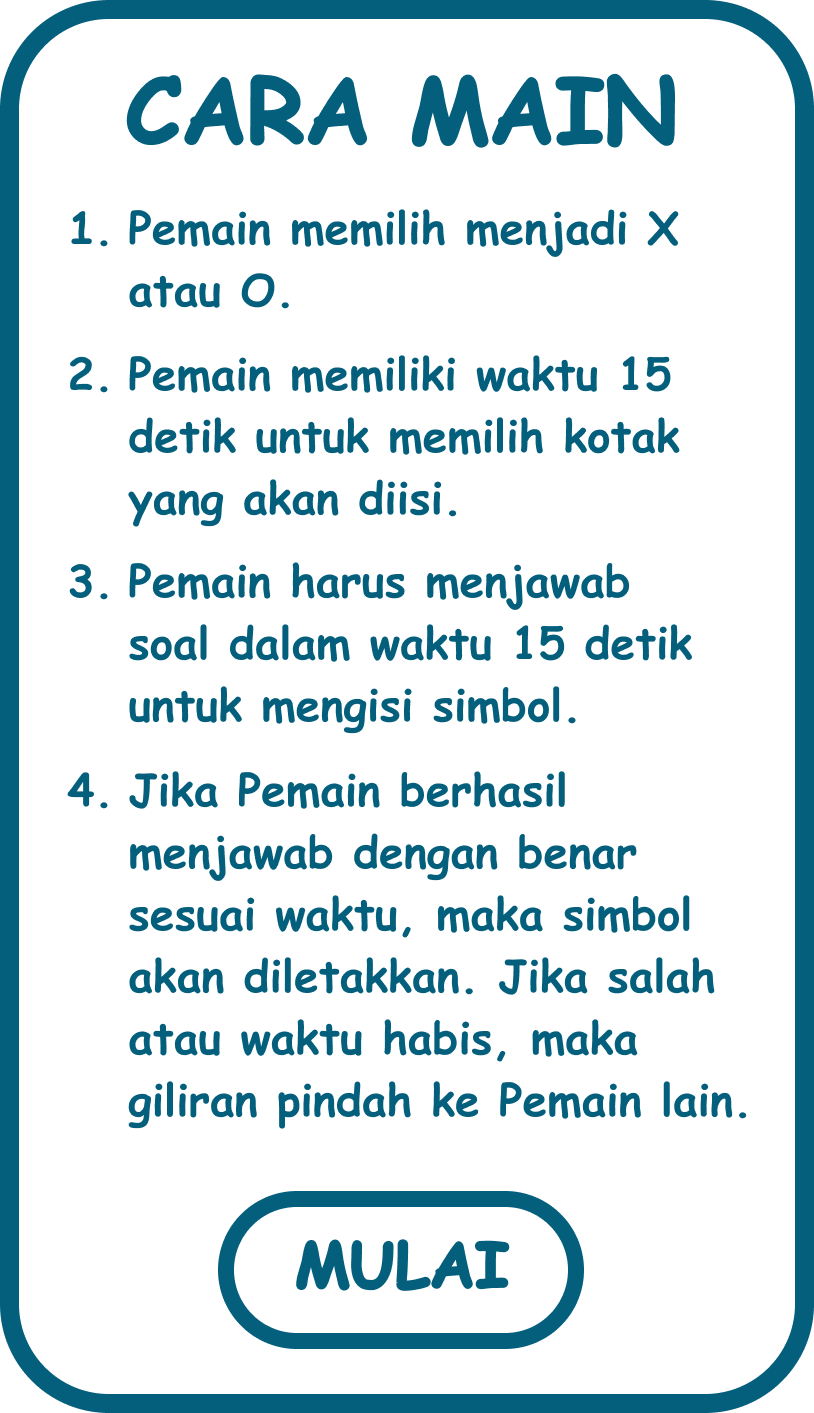 CARA MAIN
1. Pemain memilih menjadi X
atau O.
2. Pemain memiliki waktu 15
detik untuk memilih kotak
yang akan diisi.
3. Pemain harus menjawab
soal dalam waktu 15 detik
untuk mengisi simbol.
4. Jika Pemain berhasil
menjawab dengan benar
sesuai waktu, maka simbol
akan diletakkan. Jika salah
atau waktu habis, maka
giliran pindah ke Pemain lain.
MULAI